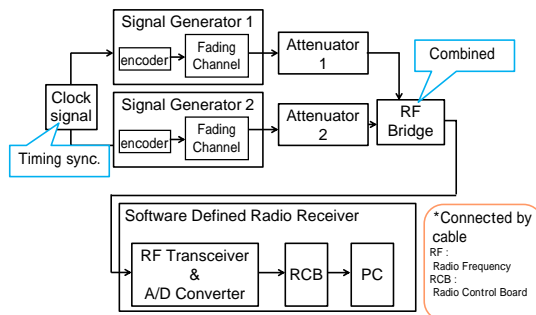 Signal Generator 1
encoder
Fading
Channel
Attenuator
1
Combined
Clock
signal
Timing sync.
Signal Generator 2
encoder
Fading
Channel
Attenuator
2
RF
Bridge
Software Defined Radio Receiver
RF Transceiver
&
A/D Converter
RCB
PC
*Connected by
cable
RF :
Radio Frequency
RCB :
Radio Control Board